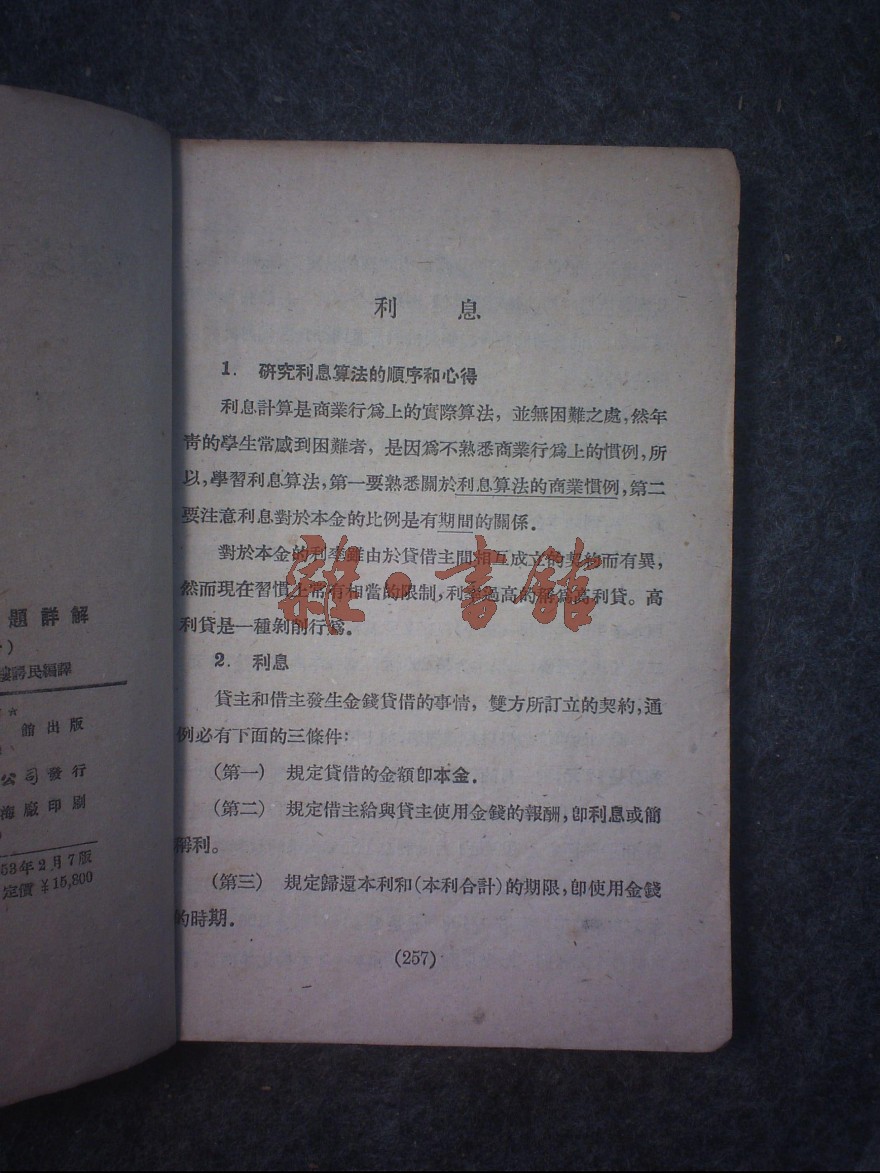 題詳解
)
民編譯
★
館出版
公司發行
海廠印刷
53年2月7版
定價¥15,800
利息
1. 研究利息算法的順序和心得
利息計算是商業行爲上的實際算法，並無困難之處，然年
靑的學生常感到困難者，是因爲不熟悉商業行爲上的慣例，所
以，學習利息算法，第一要熟悉關於利息算法的商業慣例，第二
要注意利息對於本金的比例是有期間的關係．
對於本金的利率雖由於貸借主間相互成立的契約而有異，
然而現在習慣上常有相當的限制，利率過高的稱爲高利貸。高
利貸是一種剝削行爲．
2. 利息
貸主和借主發生金錢貸借的事情，雙方所訂立的契約，通
例必有下面的三條件：
(第一) 規定貸借的金額卽本金．
(第二) 規定借主給與貸主使用金錢的報酬，卽利息或簡
稱利。
(第三) 規定歸還本利和(本利合計)的期限，卽使用金錢
的時期．
(257)
雜·書館